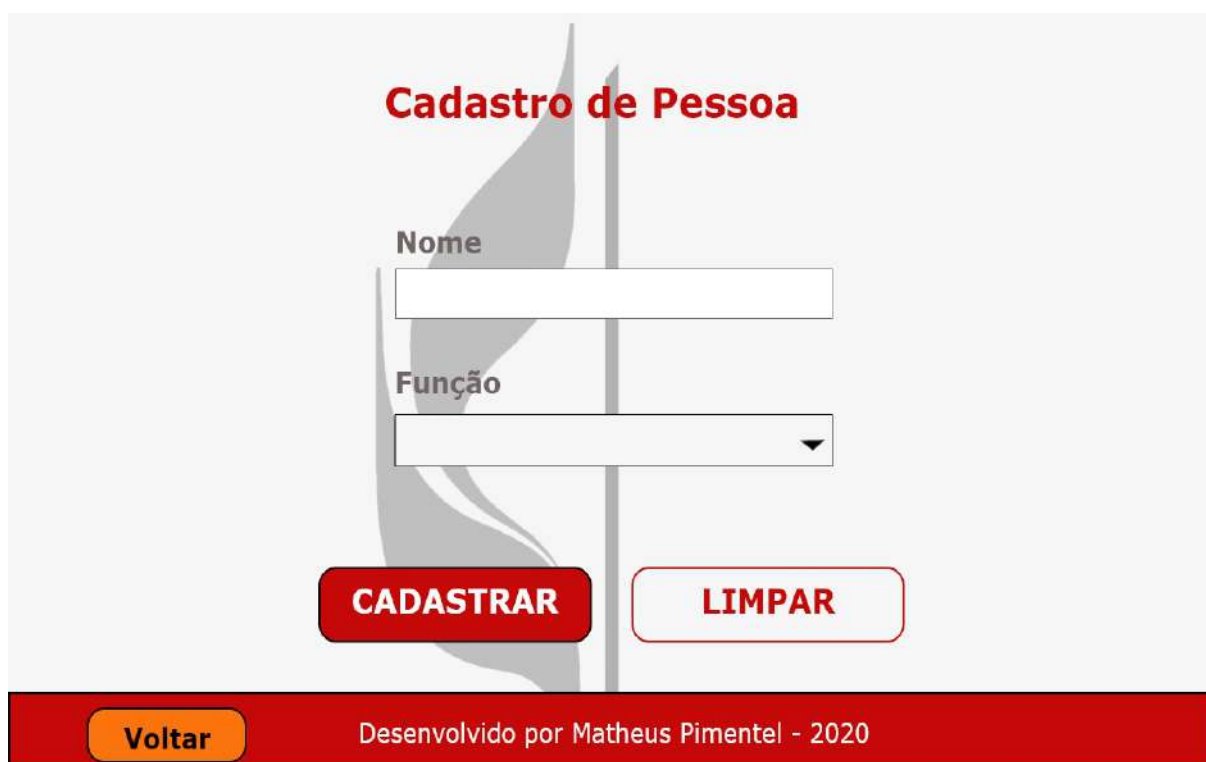 Cadastro de Pessoa
Nome
Função
CADASTRAR
LIMPAR
Voltar
Desenvolvido por Matheus Pimentel - 2020